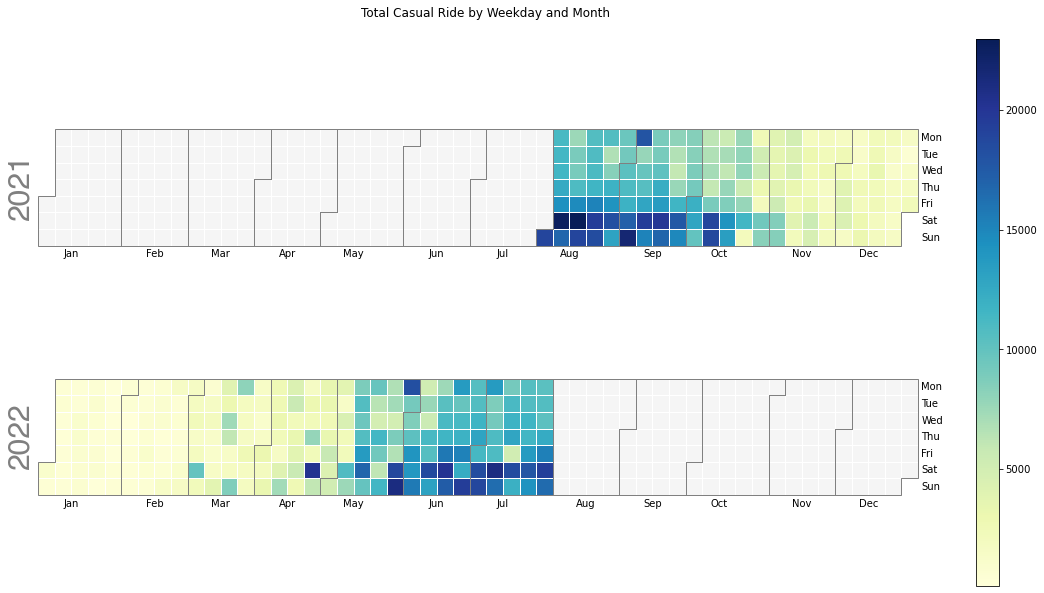 Total Casual Ride by Weekday and Month
2021
Mon
Tue
Wed
Thu
Fri
Sat
Sun
Jan Feb Mar Apr May Jun Jul Aug Sep Oct Nov Dec
2022
Mon
Tue
Wed
Thu
Fri
Sat
Sun
Jan Feb Mar Apr May Jun Jul Aug Sep Oct Nov Dec
20000
15000
10000
5000